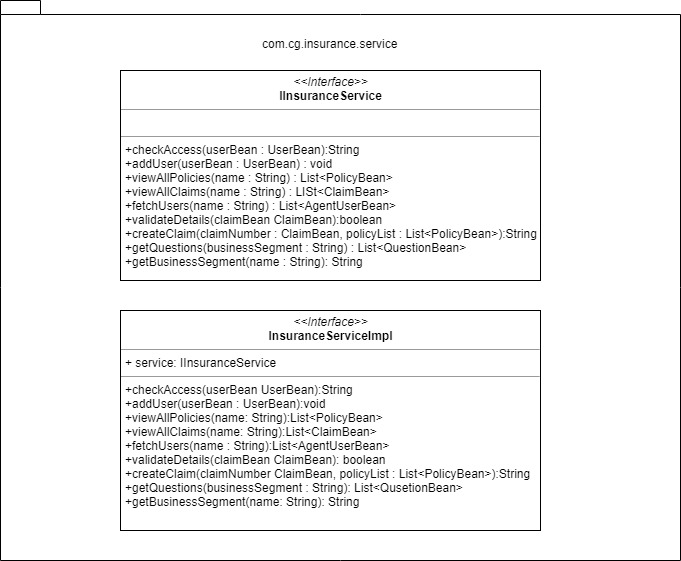 com.cg.insurance.service
<<Interface>>
IInsuranceService
+checkAccess(userBean : UserBean):String
+addUser(userBean : UserBean) : void
+viewAllPolicies(name : String) : List<PolicyBean>
+viewAllClaims(name : String) : LISt<ClaimBean>
+fetchUsers(name : String) : List<AgentUserBean>
+validateDetails(claimBean ClaimBean):boolean
+createClaim(claimNumber : ClaimBean, policyList : List<PolicyBean>):String
+getQuestions(businessSegment : String) : List<QuestionBean>
+getBusinessSegment(name : String): String
<<Interface>>
InsuranceServiceImpl
+ service: IInsuranceService
+checkAccess(userBean UserBean):String
+addUser(userBean : UserBean):void
+viewAllPolicies(name: String):List<PolicyBean>
+viewAllClaims(name: String):List<ClaimBean>
+fetchUsers(name : String):List<AgentUserBean>
+validateDetails(claimBean ClaimBean): boolean
+createClaim(claimNumber ClaimBean, policyList : List<PolicyBean>):String
+getQuestions(businessSegment : String): List<QusetionBean>
+getBusinessSegment(name: String): String